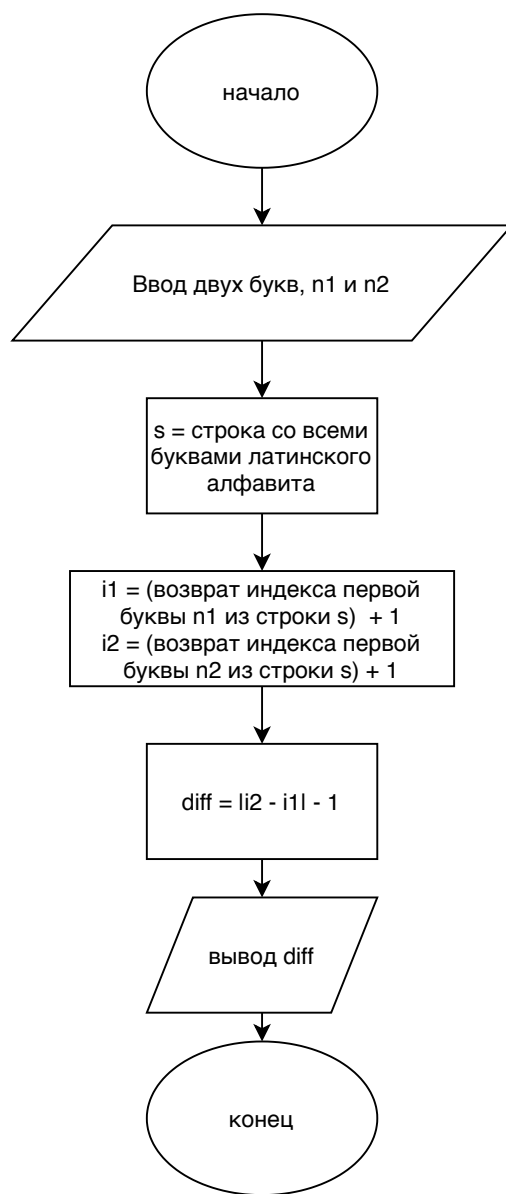 начало
Ввод двух букв, n1 и n2
s = строка со всеми
буквами латинского
алфавита
i1 = (возврат индекса первой
буквы n1 из строки s)  + 1
i2 = (возврат индекса первой
буквы n2 из строки s) + 1
diff = |i2 - i1| - 1
вывод diff
конец